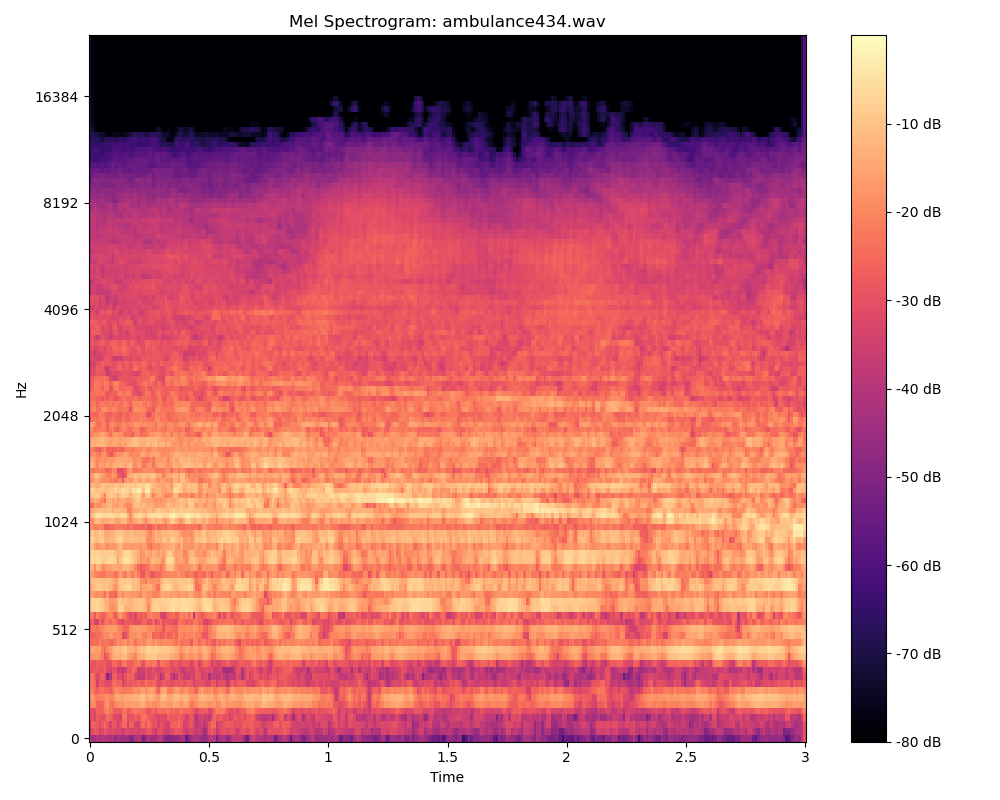 Mel Spectrogram: ambulance434.wav
16384
8192
4096
2048
1024
512
0
Hz
0
0.5
1
1.5
2
2.5
3
Time
-10 dB
-20 dB
-30 dB
-40 dB
-50 dB
-60 dB
-70 dB
-80 dB